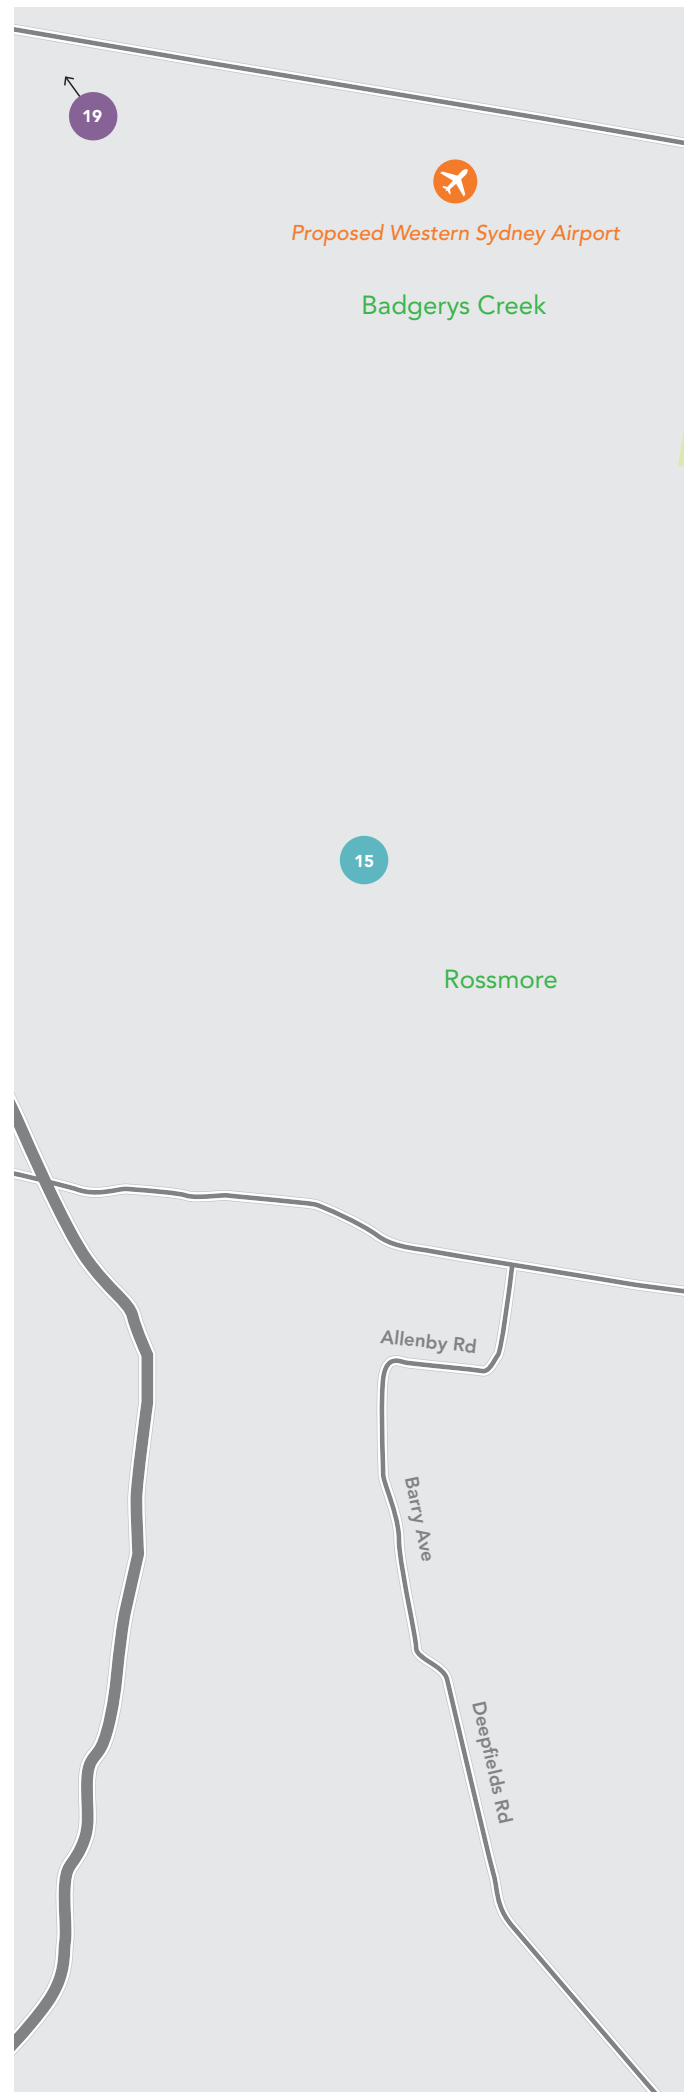 19
Proposed Western Sydney Airport
Badgerys Creek
15
Rossmore
Allenby Rd
Barry Ave
Deepfields Rd